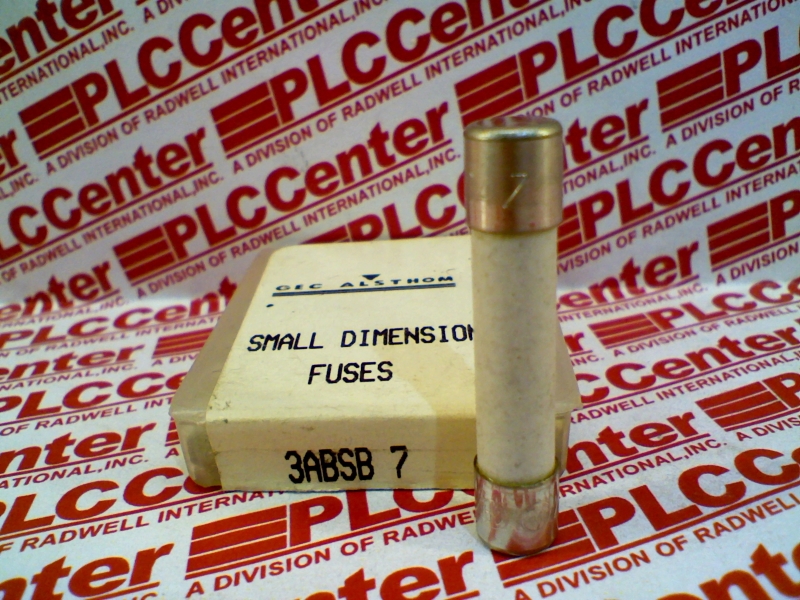 PLCCenter
A DIVISION OF RADWELL INTERNATIONAL, INC.
GEC ALSTHOM
SMALL DIMENSION
FUSES
3ABSB 7
7